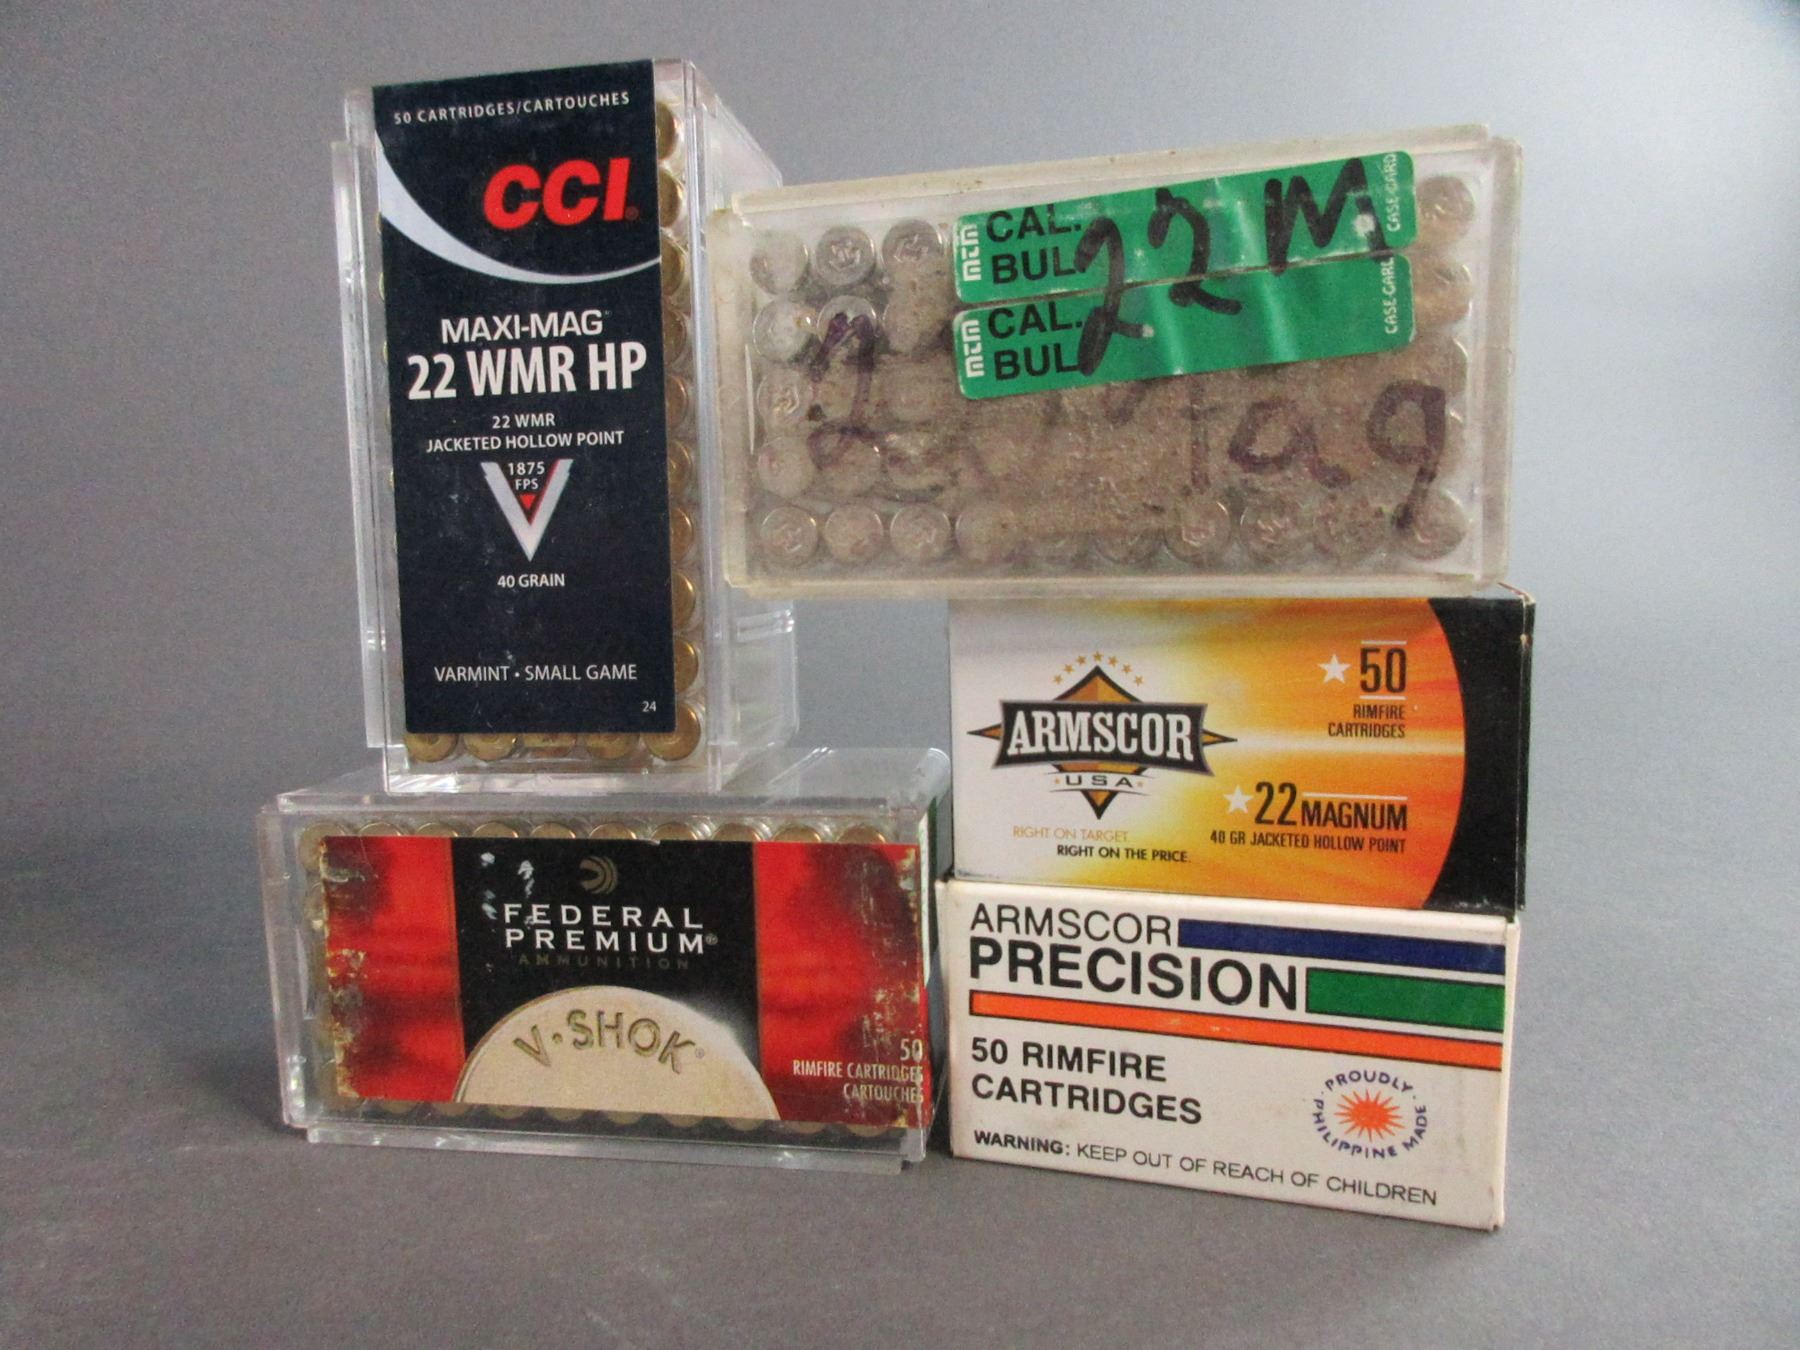 50 CARTRIDGES/CARTOUCHES
CCI
MAXI-MAG
22 WMR HP
22 WMR
JACKETED HOLLOW POINT
1875
FPS
40 GRAIN
VARMINT • SMALL GAME
24
MTM CAL. CASE-GARD
BUL.
22 M
MTM CAL. CASE-GARD
BUL.
22 Mag
ARMSCOR
USA
RIGHT ON TARGET.
RIGHT ON THE PRICE.
50
RIMFIRE
CARTRIDGES
22 MAGNUM
40 GR JACKETED HOLLOW POINT
FEDERAL
PREMIUM®
AMMUNITION
V•SHOK®
50
RIMFIRE CARTRIDGES
CARTOUCHES
ARMSCOR
PRECISION
50 RIMFIRE
CARTRIDGES
PROUDLY
PHILIPPINE MADE
WARNING: KEEP OUT OF REACH OF CHILDREN